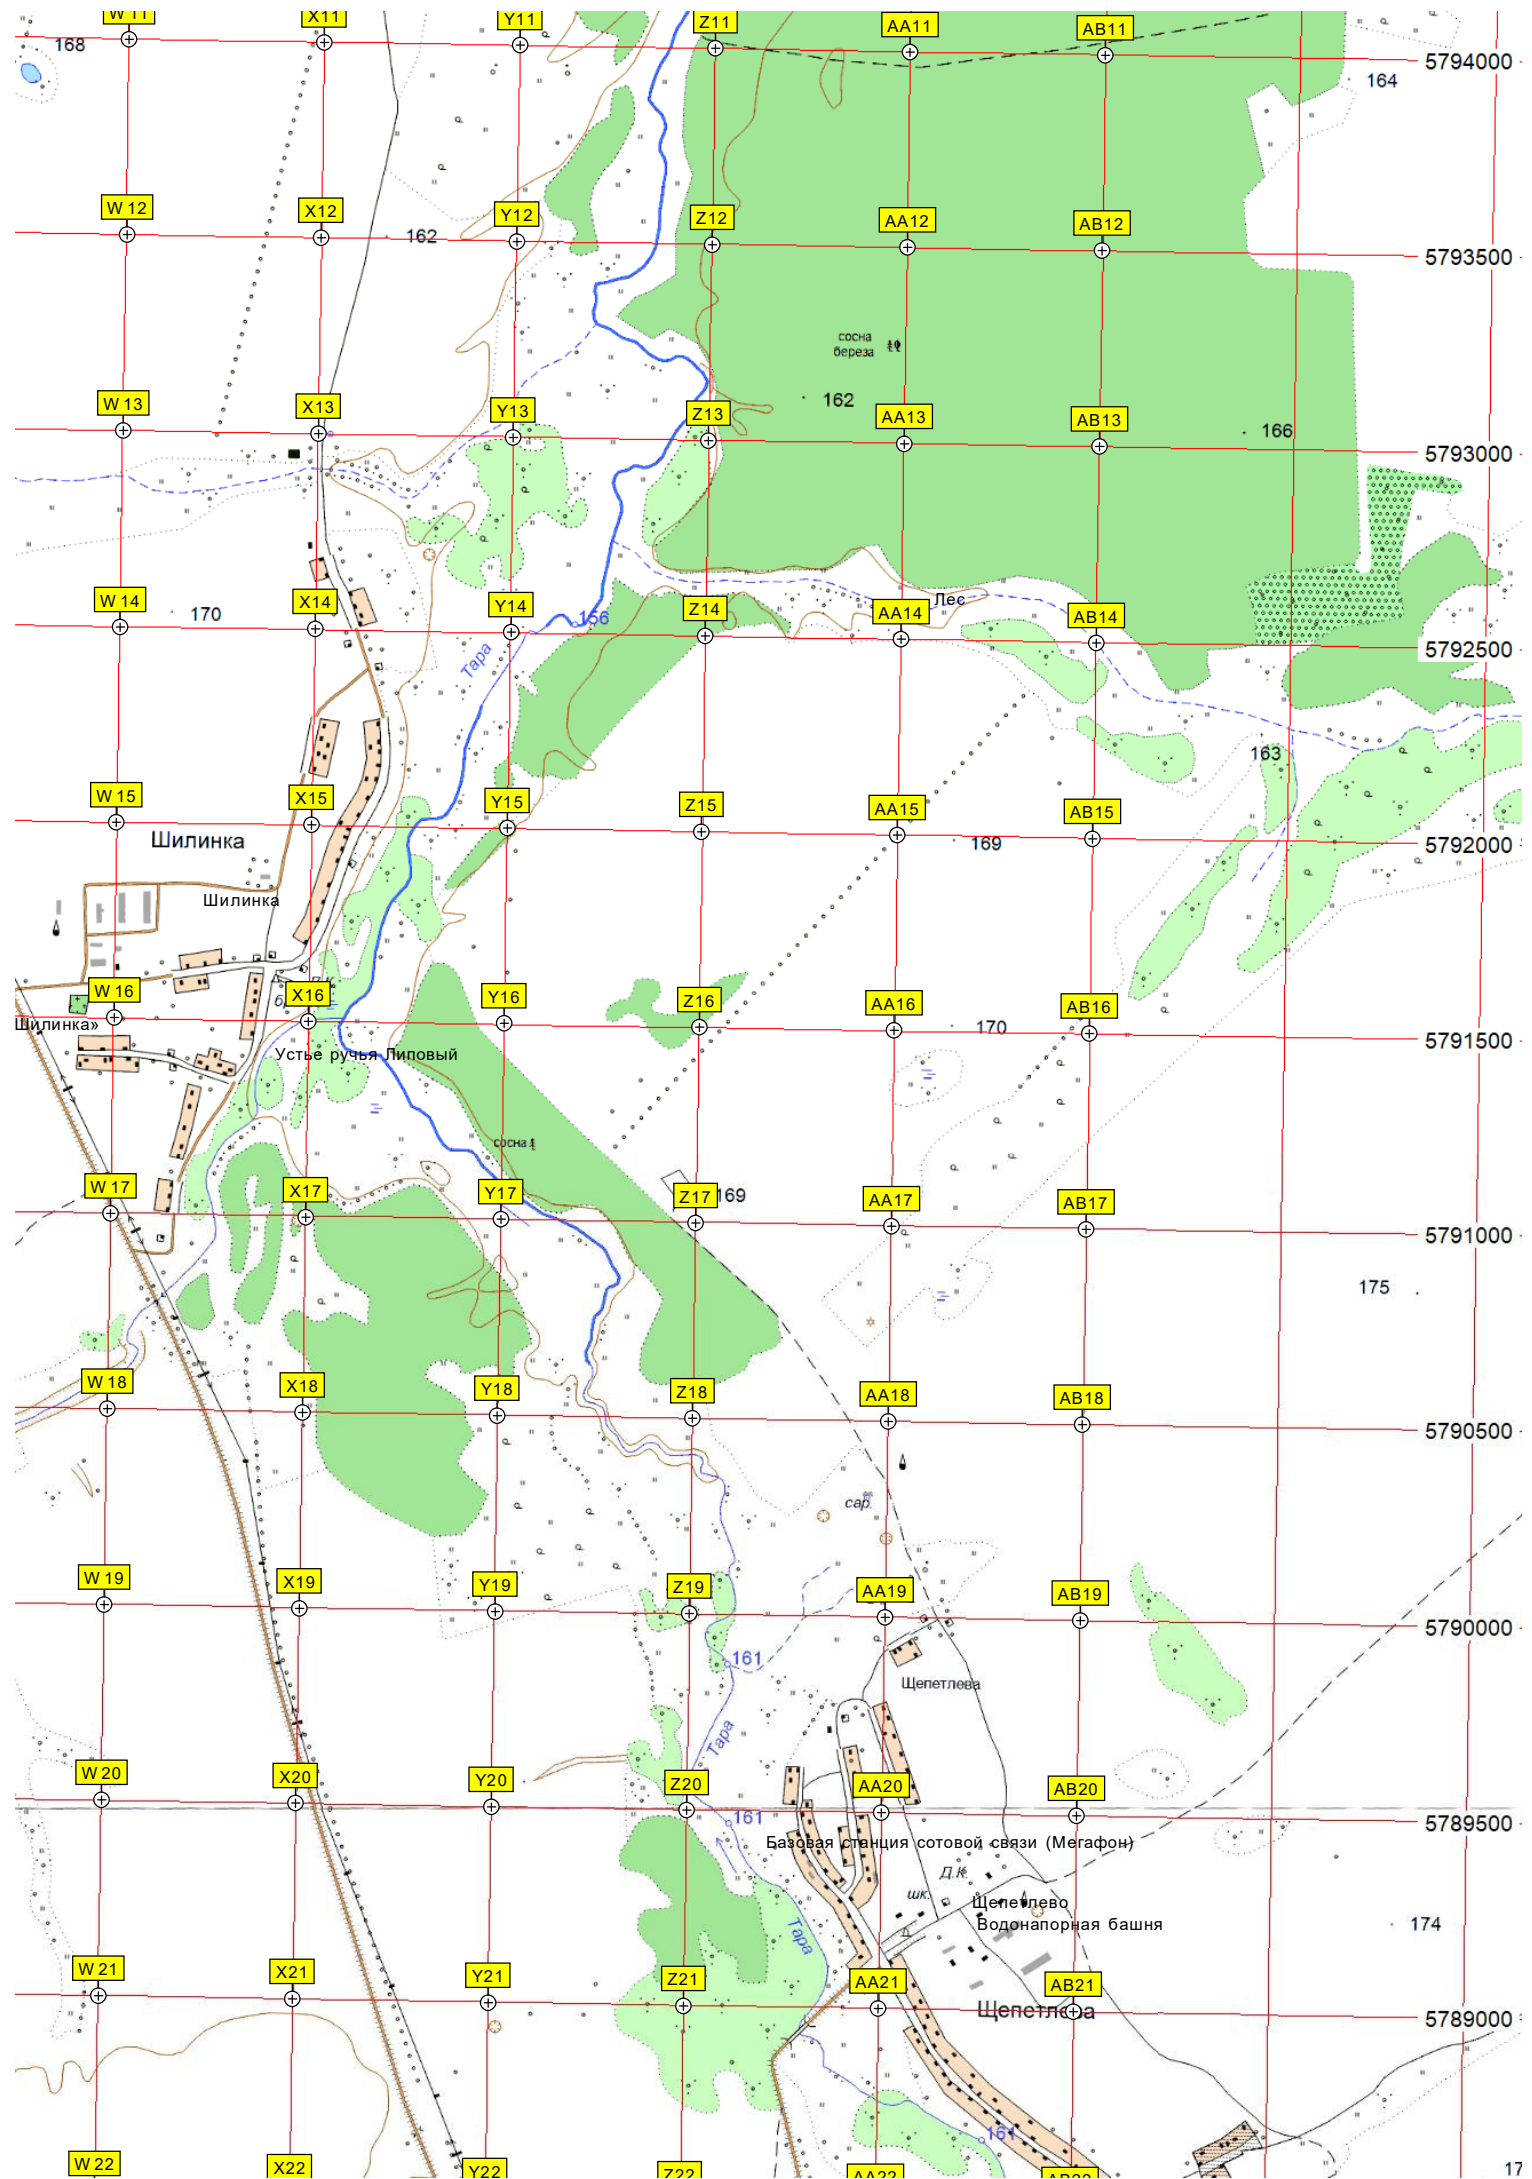 W 11
X11
Y11
Z11
AA11
AB11
168
5794000
164
W 12
X12
Y12
Z12
AA12
AB12
162
5793500
сосна
береза
162
W 13
X13
Y13
Z13
AA13
AB13
166
5793000
W 14
X14
Y14
Z14
AA14
AB14
170
156
Лес
5792500
Тара
163
W 15
X15
Y15
Z15
AA15
AB15
Шилинка
169
5792000
Шилинка
W 16
X16
Y16
Z16
AA16
AB16
Шилинка»
170
5791500
Устье ручья Липовый
сосна
W 17
X17
Y17
Z17
169
AA17
AB17
5791000
175
W 18
X18
Y18
Z18
AA18
AB18
5790500
сар.
W 19
X19
Y19
Z19
AA19
AB19
5790000
161
Щепетлева
Тара
W 20
X20
Y20
Z20
AA20
AB20
161
5789500
Базовая станция сотовой связи (Мегафон)
Д.К.
шк.
Щепетлево
Водонапорная башня
174
Тара
W 21
X21
Y21
Z21
AA21
AB21
Щепетлева
5789000
161
W 22
X22
Y22
Z22
AA22
AB22
17